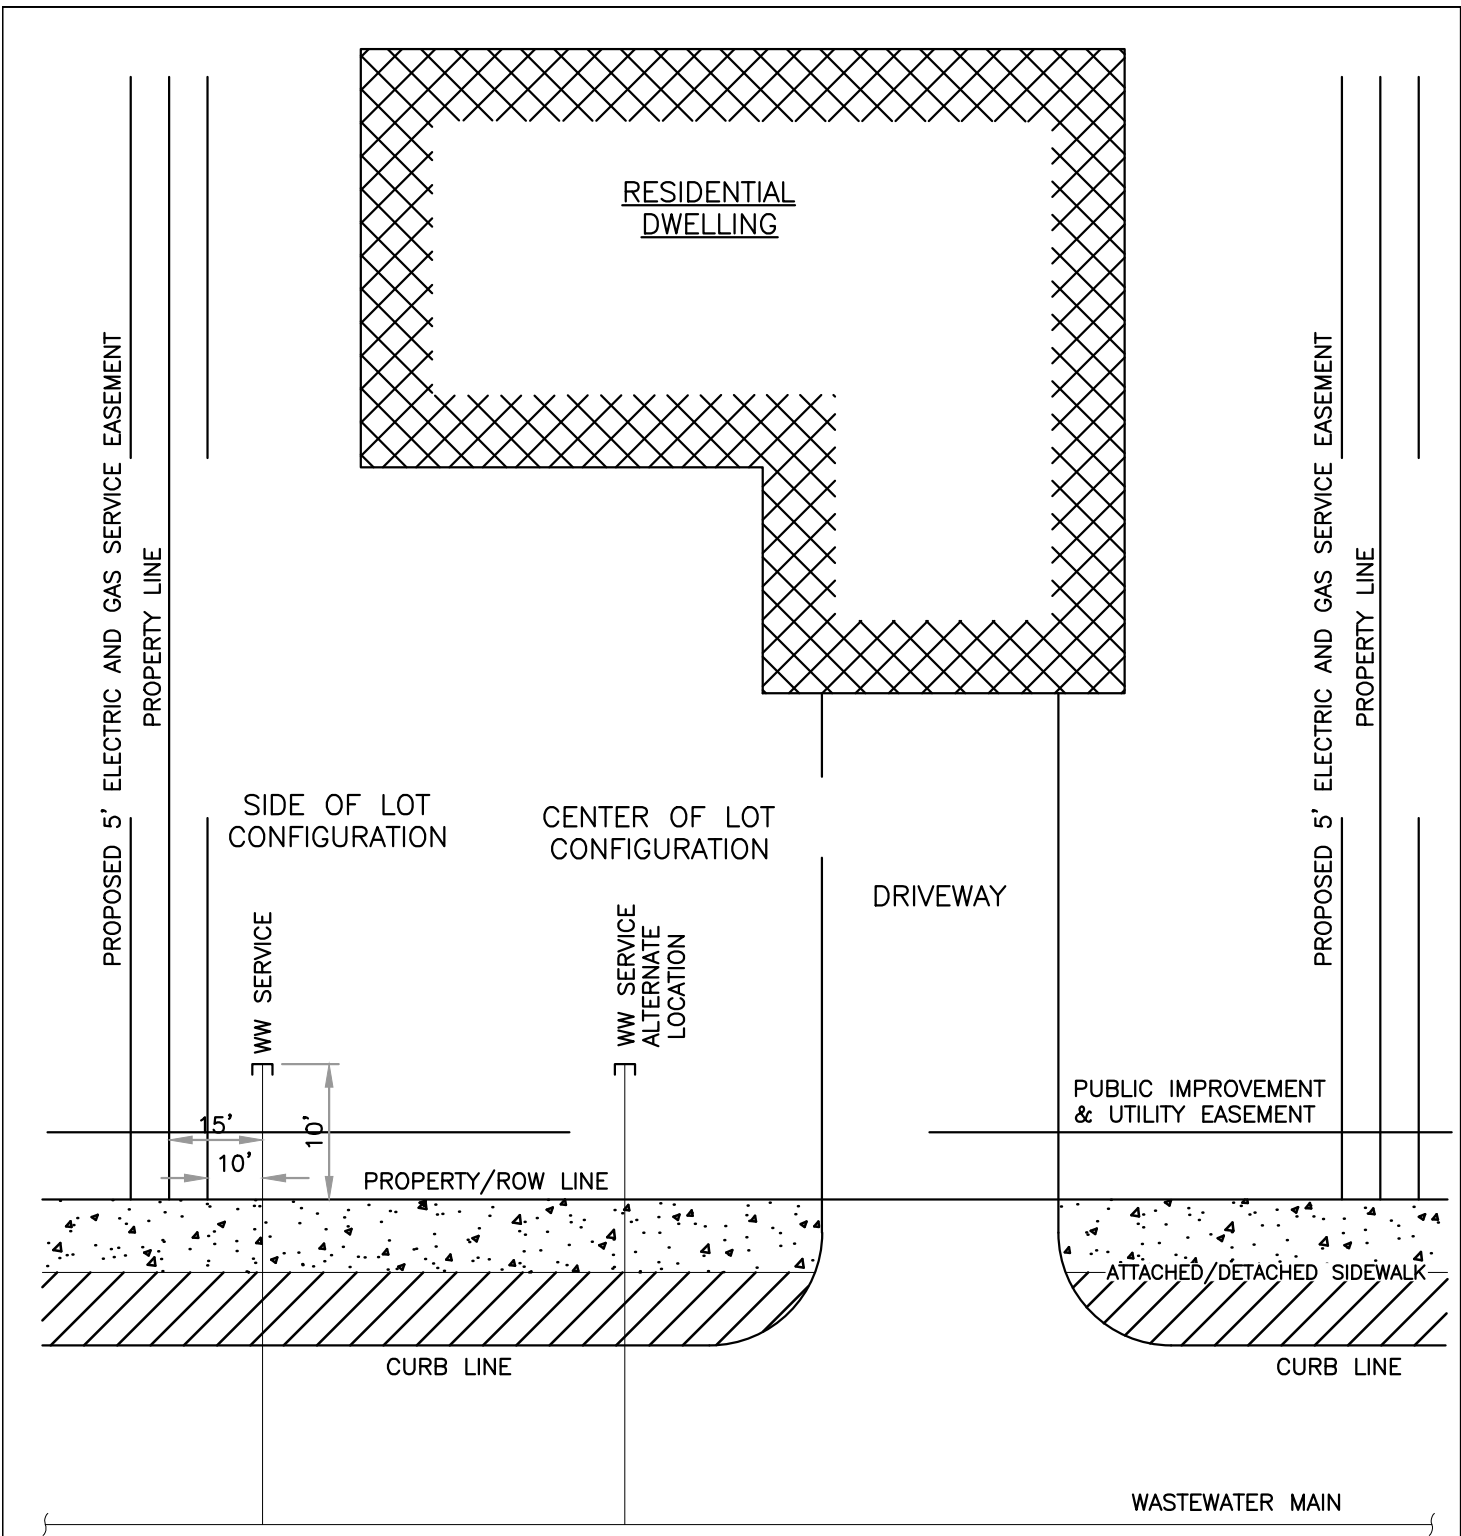 RESIDENTIAL
DWELLING
PROPOSED 5' ELECTRIC AND GAS SERVICE EASEMENT
PROPERTY LINE
PROPOSED 5' ELECTRIC AND GAS SERVICE EASEMENT
PROPERTY LINE
SIDE OF LOT
CONFIGURATION
CENTER OF LOT
CONFIGURATION
DRIVEWAY
WW SERVICE
WW SERVICE
ALTERNATE
LOCATION
PUBLIC IMPROVEMENT
& UTILITY EASEMENT
15'
10'
10'
PROPERTY/ROW LINE
ATTACHED/DETACHED SIDEWALK
CURB LINE
CURB LINE
WASTEWATER MAIN